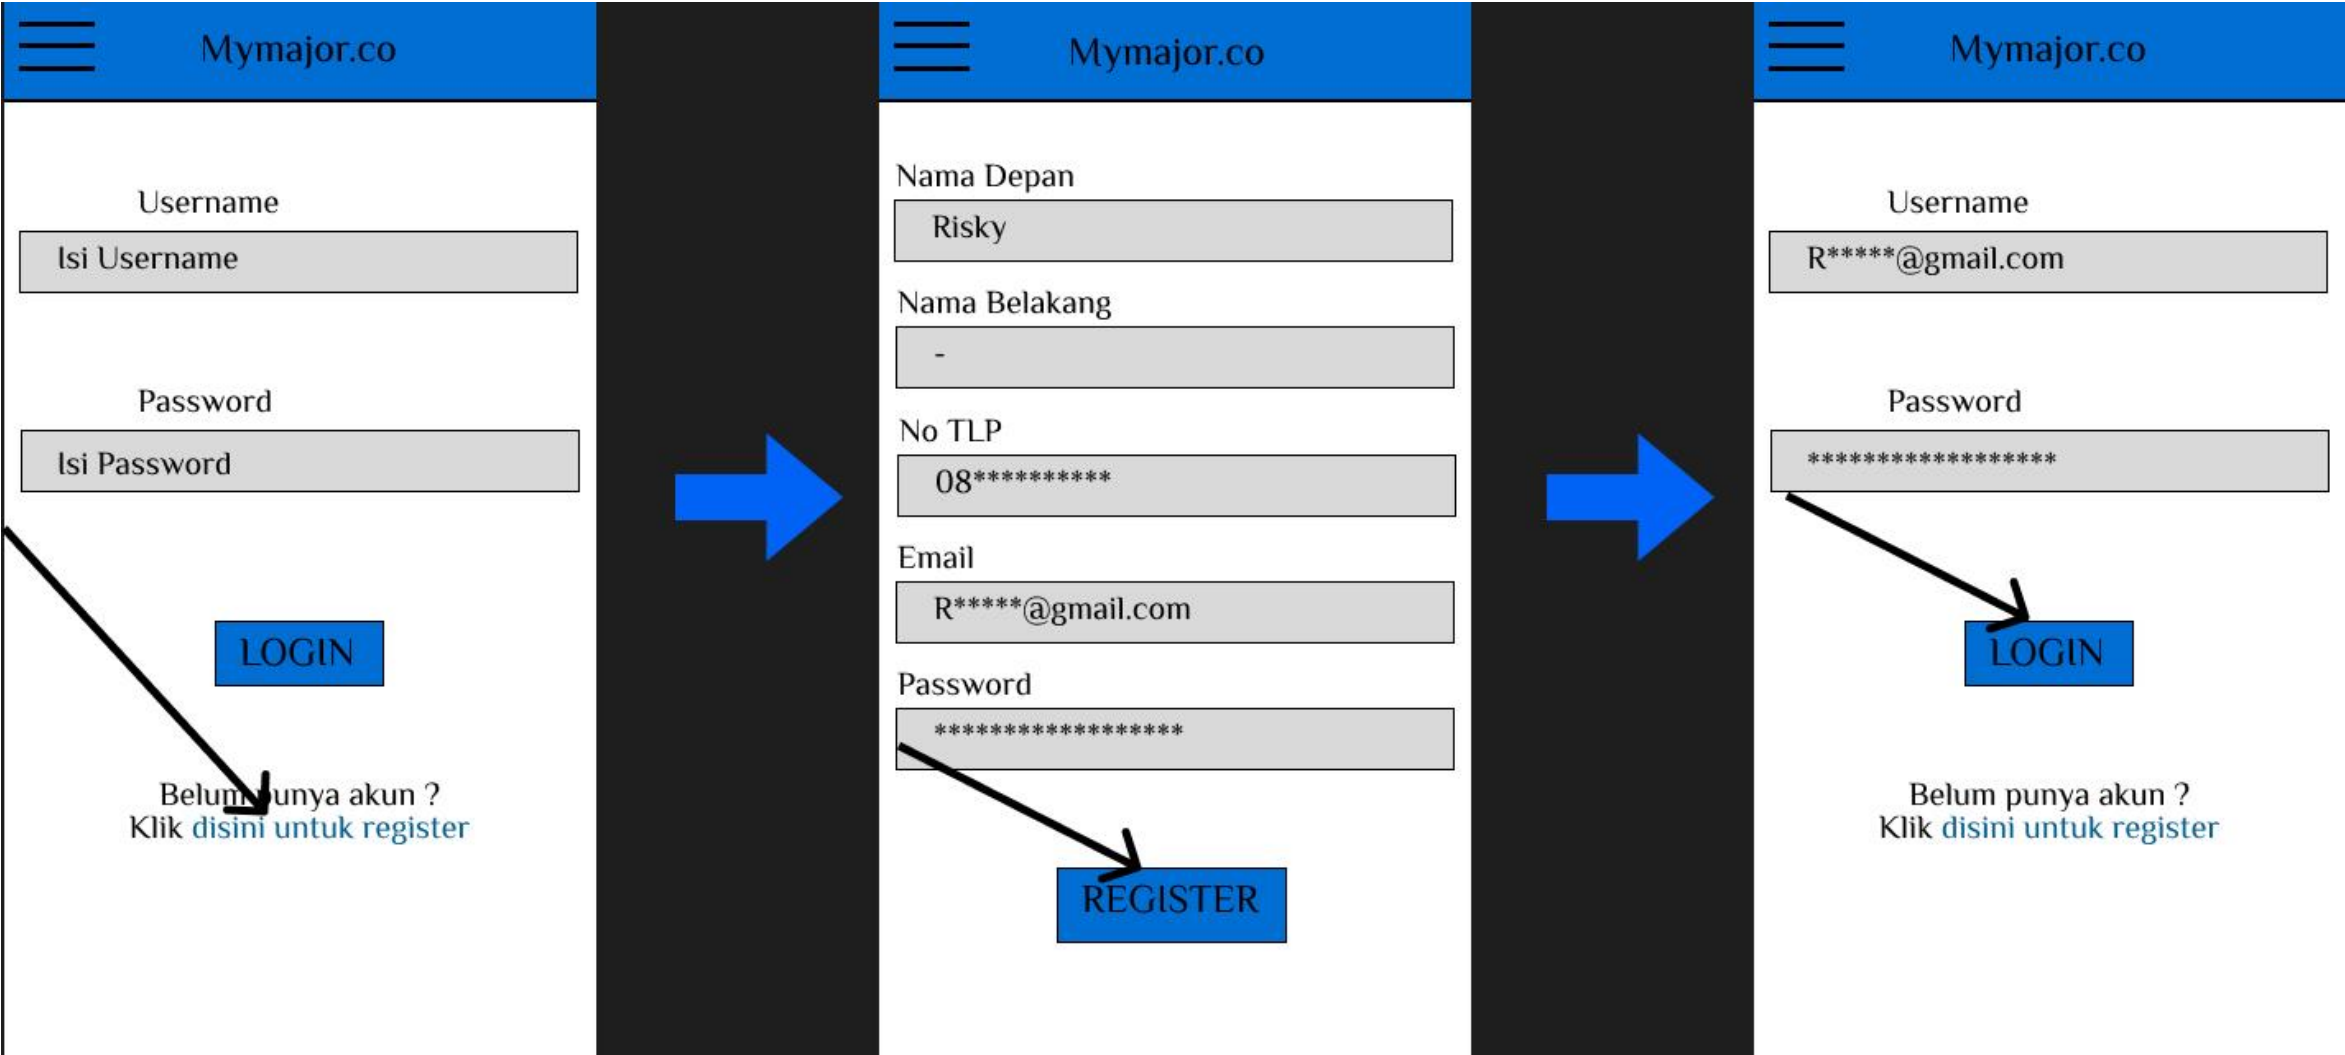 Mymajor.co
Username
Isi Username
Password
Isi Password
LOGIN
Belum punya akun ?
Klik disini untuk register
Mymajor.co
Nama Depan
Risky
Nama Belakang
-
No TLP
08**********
Email
R*****@gmail.com
Password
******************
REGISTER
Mymajor.co
Username
R*****@gmail.com
Password
******************
LOGIN
Belum punya akun ?
Klik disini untuk register